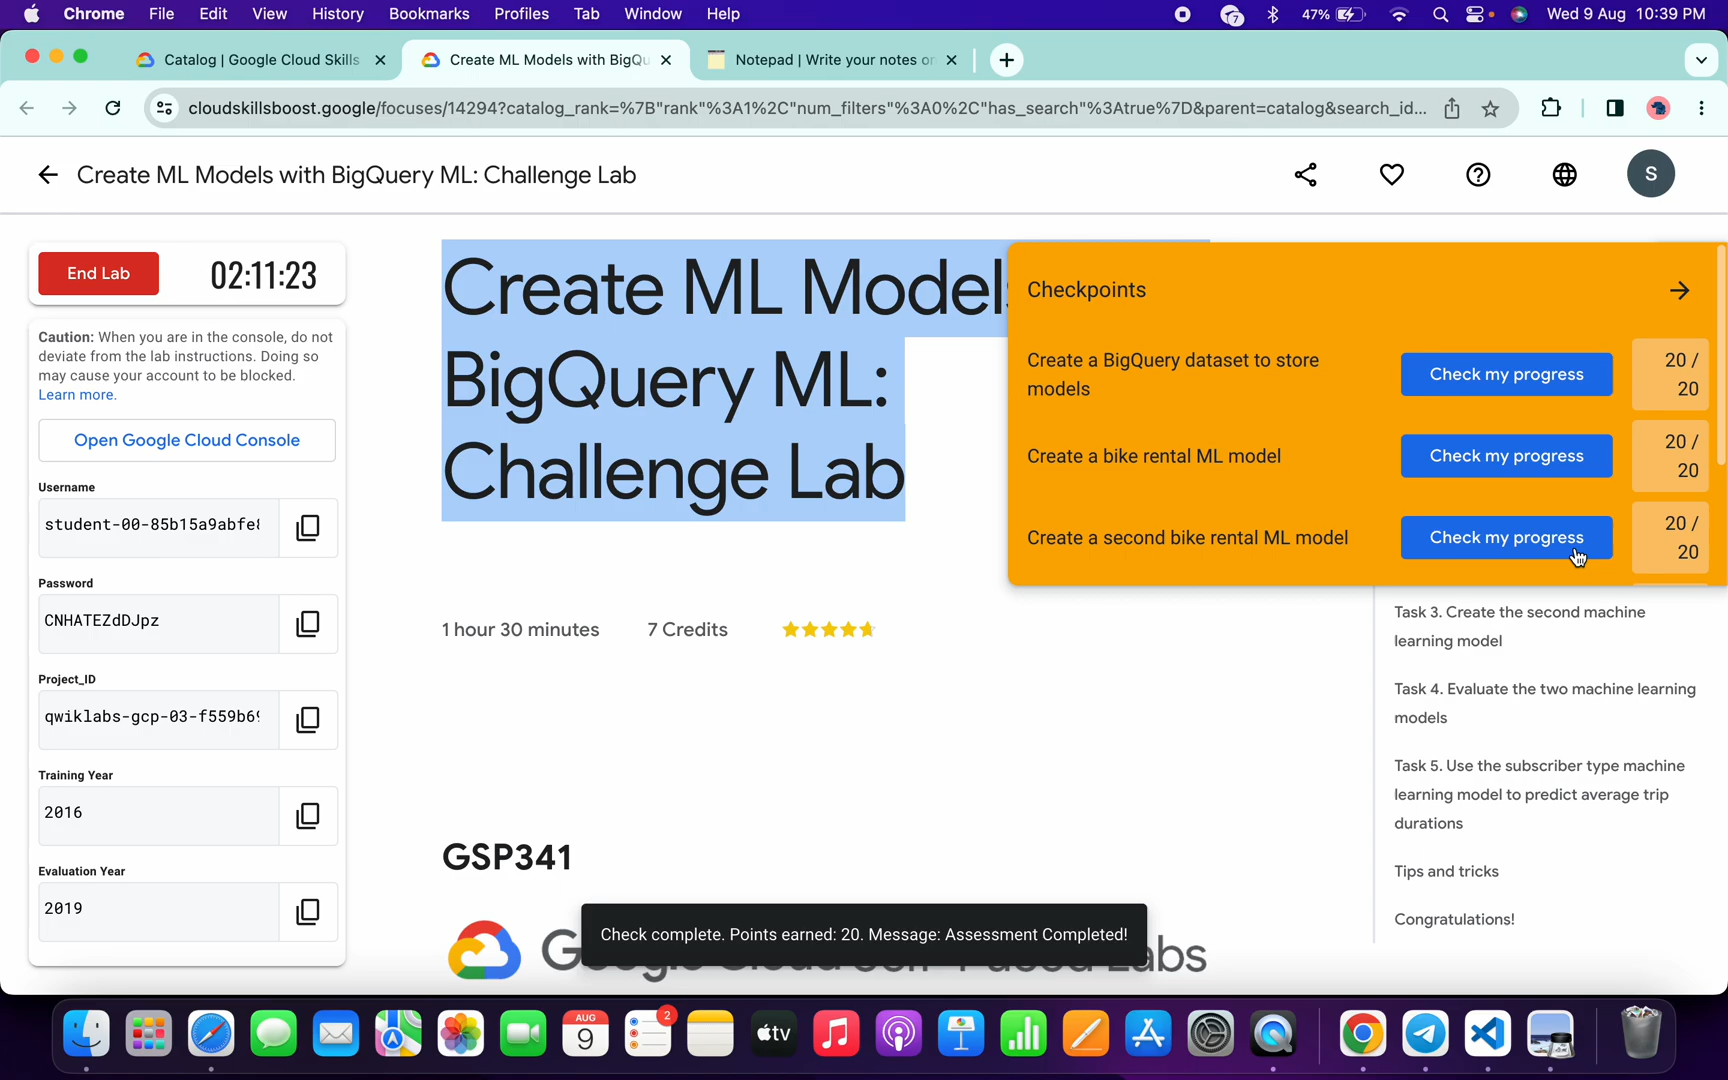 Chrome File Edit View History Bookmarks Profiles Tab Window Help 7 47% Wed 9 Aug 10:39 PM
Catalog | Google Cloud Skills
Create ML Models with BigQu
Notepad | Write your notes or
cloudskillsboost.google/focuses/14294?catalog_rank=%7B"rank"%3A1%2C"num_filters"%3A0%2C"has_search"%3Atrue%7D&parent=catalog&search_id...
Create ML Models with BigQuery ML: Challenge Lab
S
End Lab
02:11:23
Caution: When you are in the console, do not
deviate from the lab instructions. Doing so
may cause your account to be blocked.
Learn more.
Open Google Cloud Console
Username
student-00-85b15a9abfe
Password
CNHATEZdDJpz
Project_ID
qwiklabs-gcp-03-f559b6
Training Year
2016
Evaluation Year
2019
Create ML Models
BigQuery ML:
Challenge Lab
1 hour 30 minutes
7 Credits
GSP341
Checkpoints
Create a BigQuery dataset to store
models
Check my progress
20 /
20
Create a bike rental ML model
Check my progress
20 /
20
Create a second bike rental ML model
Check my progress
20 /
20
Task 3. Create the second machine
learning model
Task 4. Evaluate the two machine learning
models
Task 5. Use the subscriber type machine
learning model to predict average trip
durations
Tips and tricks
Congratulations!
Check complete. Points earned: 20. Message: Assessment Completed!
AUG
9
2
tv